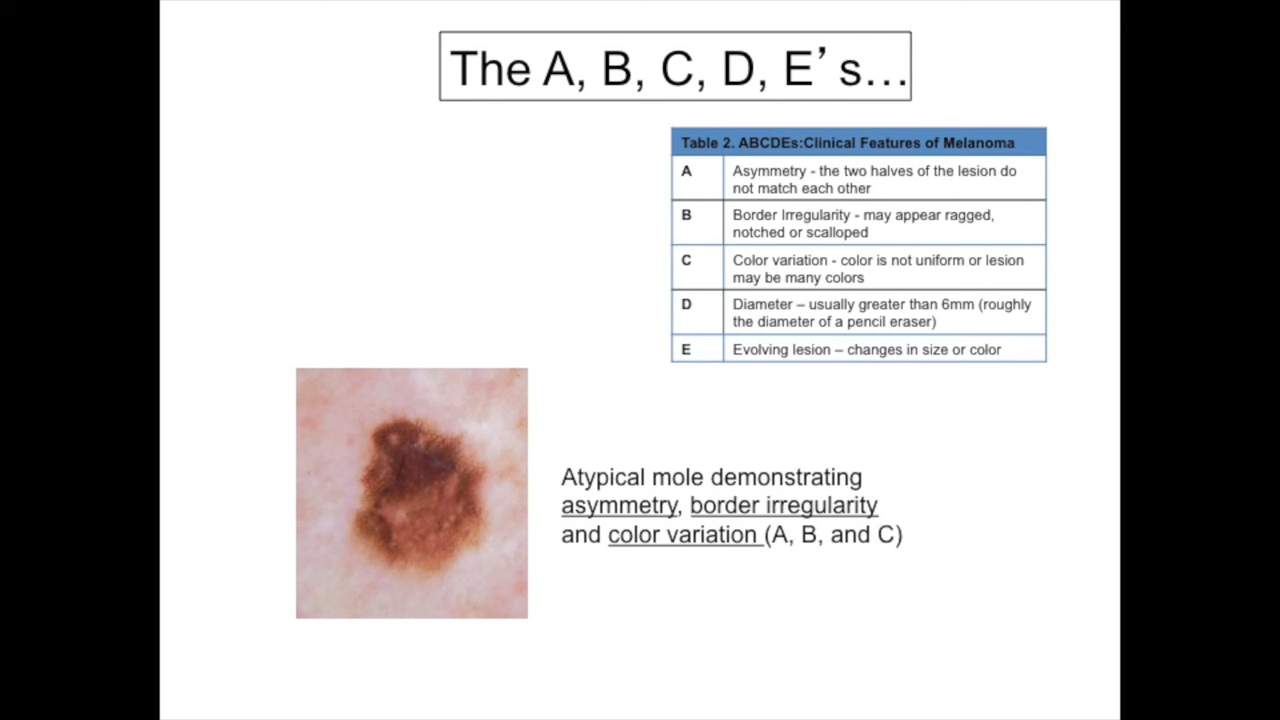 The A, B, C, D, E’s…
Table 2. ABCDEs:Clinical Features of Melanoma
A Asymmetry - the two halves of the lesion do
not match each other
B Border Irregularity - may appear ragged,
notched or scalloped
C Color variation - color is not uniform or lesion
may be many colors
D Diameter – usually greater than 6mm (roughly
the diameter of a pencil eraser)
E Evolving lesion – changes in size or color
Atypical mole demonstrating
asymmetry, border irregularity
and color variation (A, B, and C)